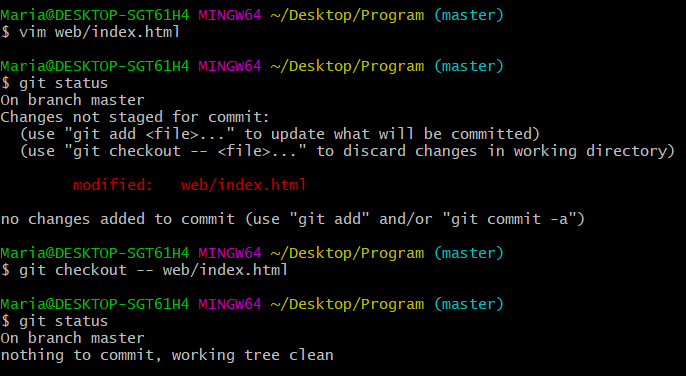 Maria@DESKTOP-SGT61H4 MINGW64 ~/Desktop/Program (master)
$ vim web/index.html

Maria@DESKTOP-SGT61H4 MINGW64 ~/Desktop/Program (master)
$ git status
On branch master
Changes not staged for commit:
  (use "git add <file>..." to update what will be committed)
  (use "git checkout -- <file>..." to discard changes in working directory)

        modified:   web/index.html

no changes added to commit (use "git add" and/or "git commit -a")

Maria@DESKTOP-SGT61H4 MINGW64 ~/Desktop/Program (master)
$ git checkout -- web/index.html

Maria@DESKTOP-SGT61H4 MINGW64 ~/Desktop/Program (master)
$ git status
On branch master
nothing to commit, working tree clean